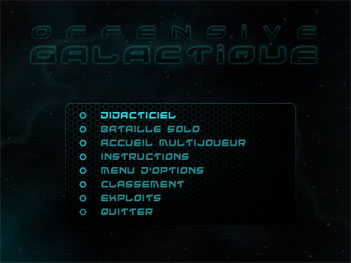 OFFENSIVE
GALACTIQUE
DIDACTICIEL
BATAILLE SOLO
ACCUEIL MULTIJOUEUR
INSTRUCTIONS
MENU D'OPTIONS
CLASSEMENT
EXPLOITS
QUITTER